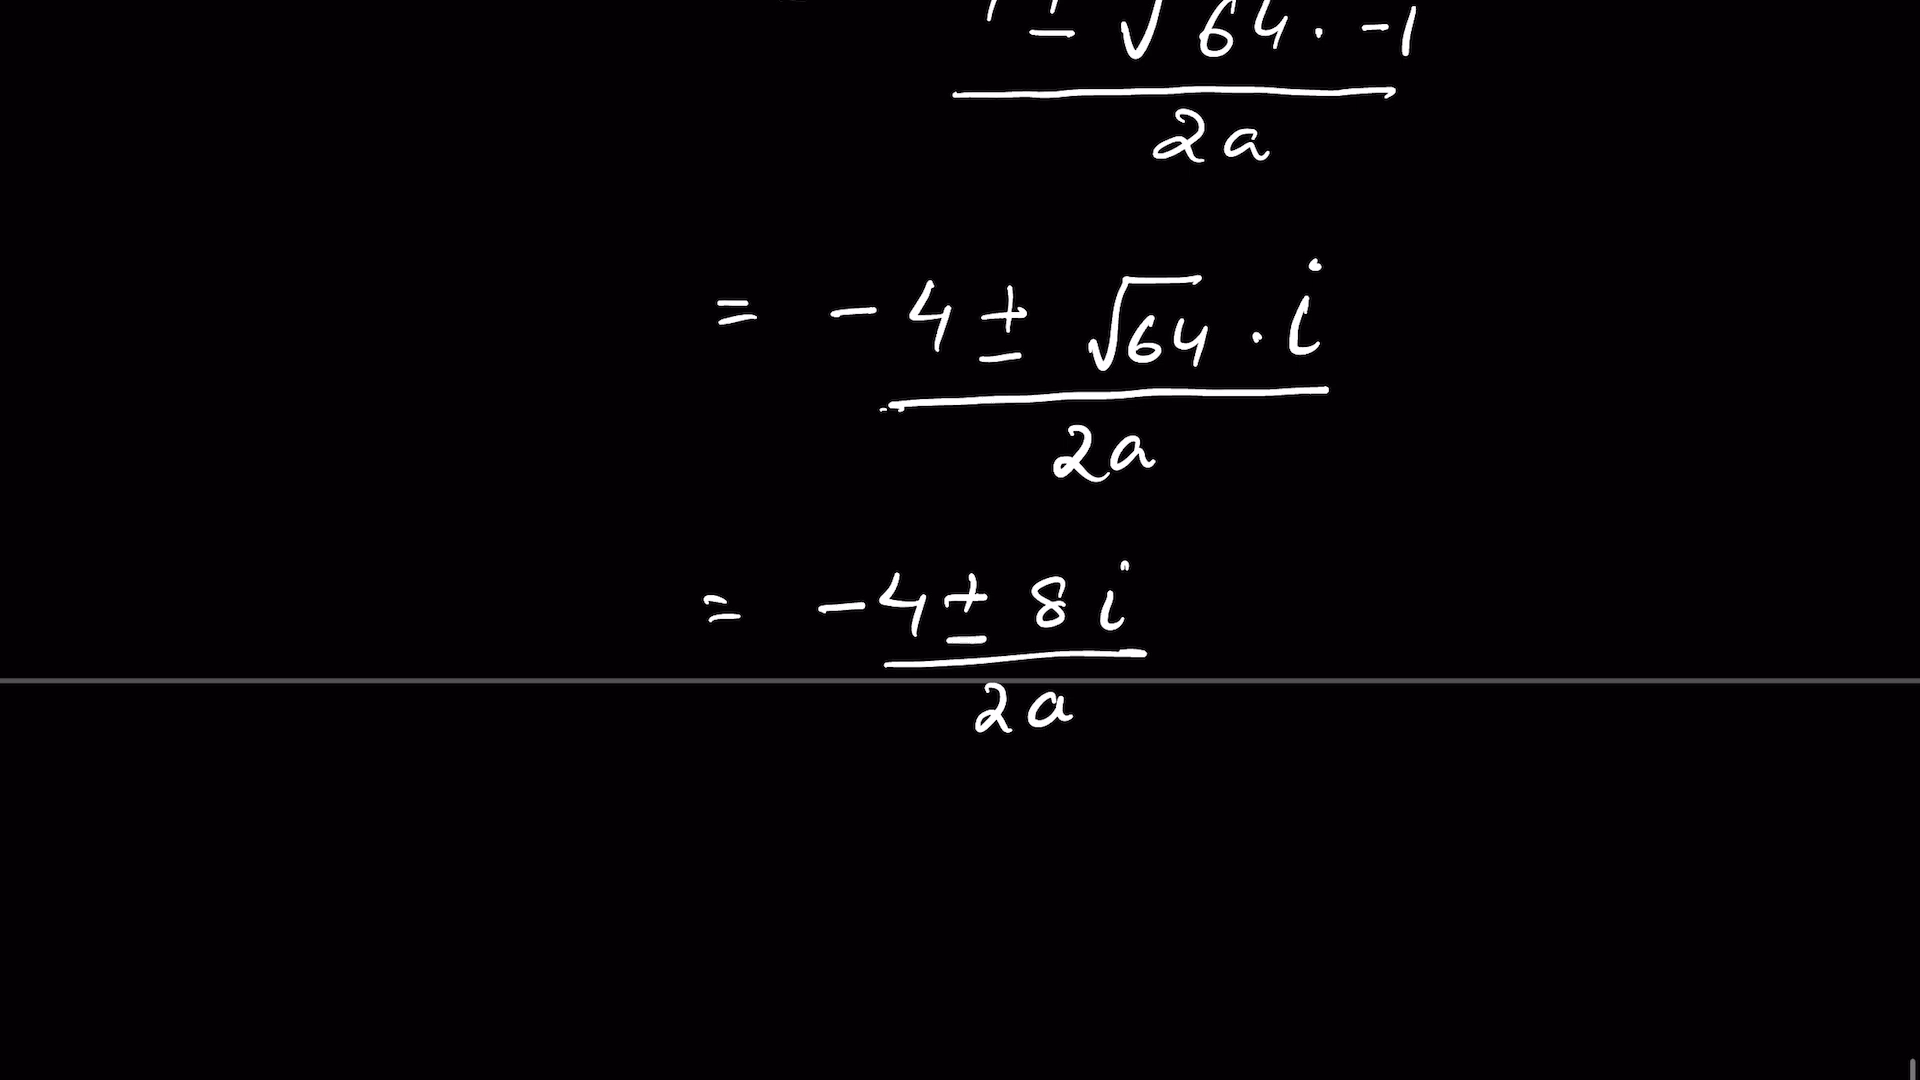 ± √64 · -1
2a
= -4 ± √64 · i
2a
= -4 ± 8i
2a